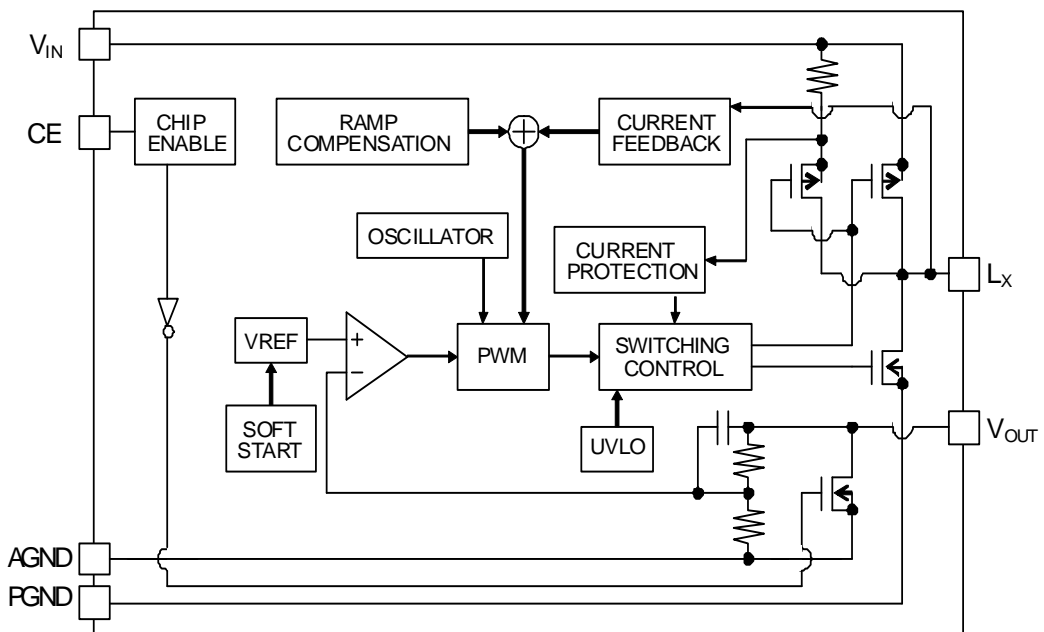 VIN
CE
CHIP
ENABLE
RAMP
COMPENSATION
CURRENT
FEEDBACK
OSCILLATOR
CURRENT
PROTECTION
LX
VREF
+
−
PWM
SWITCHING
CONTROL
SOFT
START
UVLO
VOUT
AGND
PGND